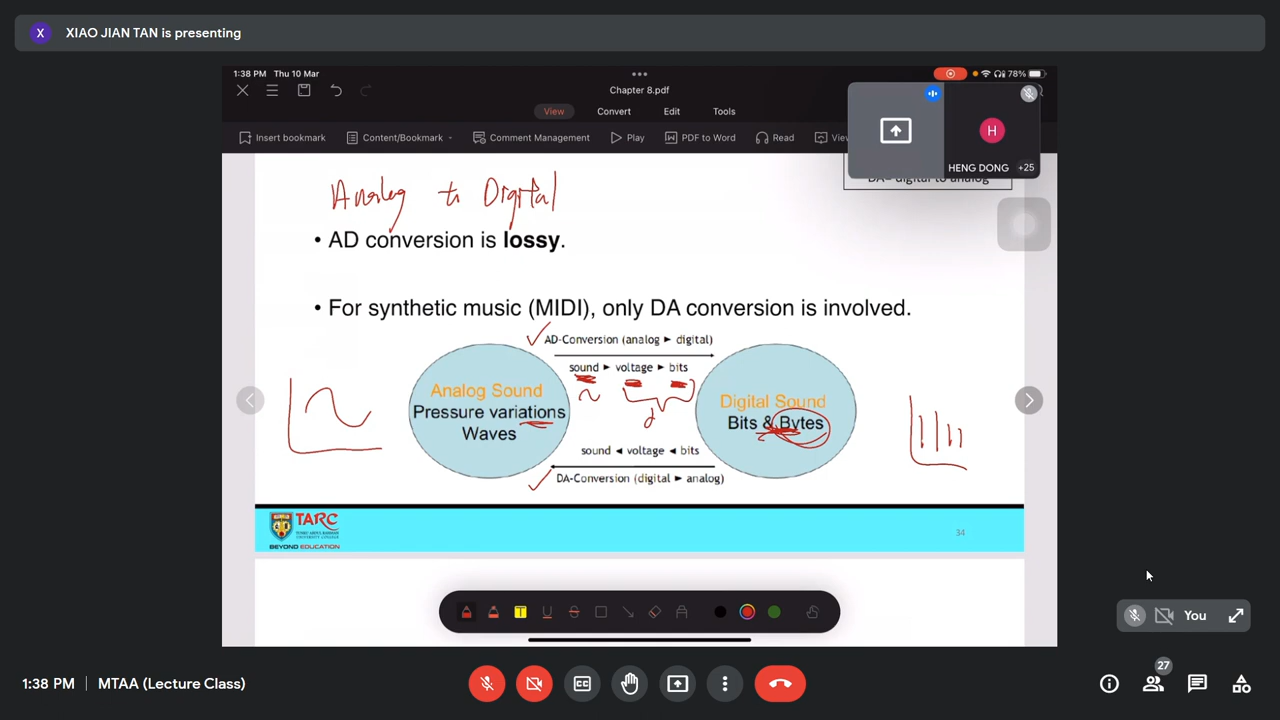 X XIAO JIAN TAN is presenting
1:38 PM Thu 10 Mar
78%
Chapter 8.pdf
View Convert Edit Tools
Insert bookmark Content/Bookmark Comment Management Play PDF to Word Read
H
HENG DONG +25
DA= digital to analog
Analog to Digital
• AD conversion is lossy.
• For synthetic music (MIDI), only DA conversion is involved.
AD-Conversion (analog ► digital)
sound ► voltage ► bits
Analog Sound
Pressure variations
Waves
Digital Sound
Bits & Bytes
sound ◄ voltage ◄ bits
DA-Conversion (digital ► analog)
TARC
BEYOND EDUCATION
34
You
1:38 PM | MTAA (Lecture Class)
27